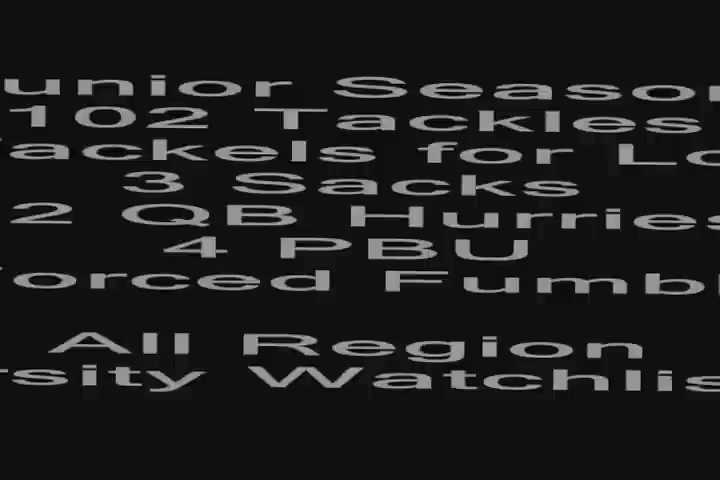 unior Season
102 Tackles
ackels for Lo
3 Sacks
2 QB Hurries
4 PBU
orced Fumbl
All Region
rsity Watchlis